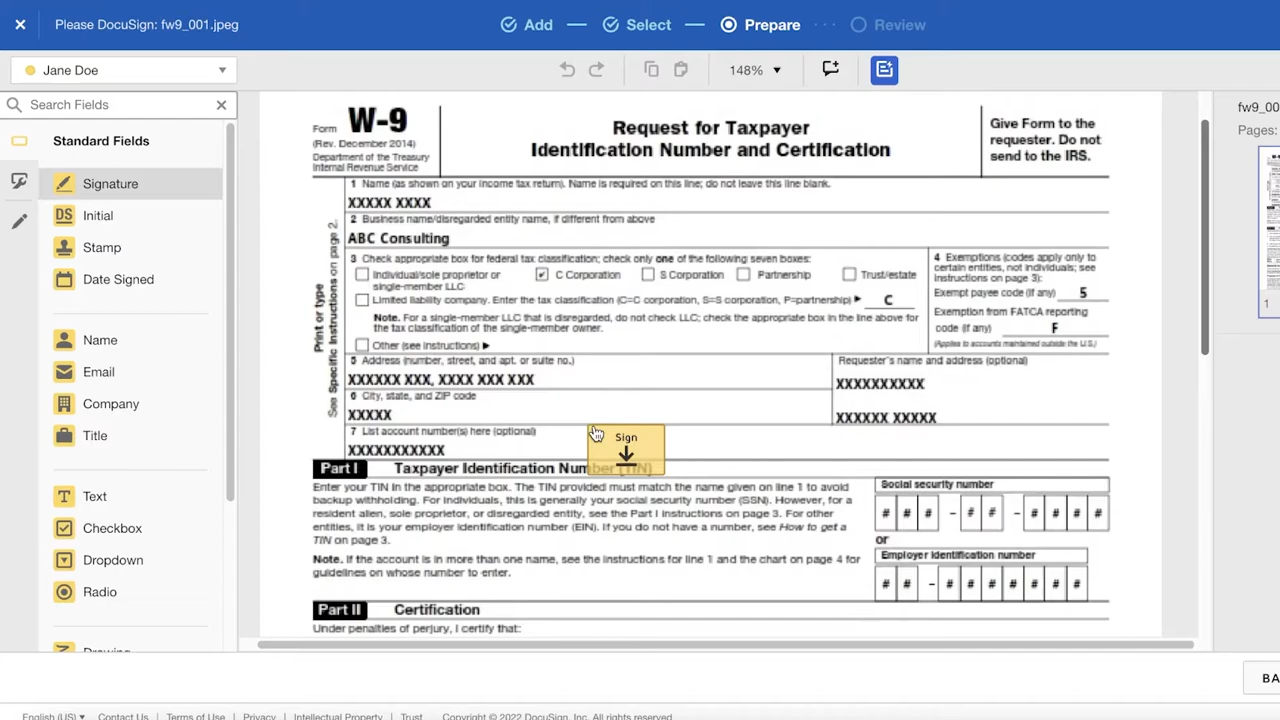 Please DocuSign: fw9_001.jpeg
Add
Select
Prepare
Review
Jane Doe
148%
Search Fields
Standard Fields
Signature
DS Initial
Stamp
Date Signed
Name
Email
Company
Title
T Text
Checkbox
Dropdown
Radio
Form W-9
(Rev. December 2014)
Department of the Treasury
Internal Revenue Service
Request for Taxpayer
Identification Number and Certification
Give Form to the
requester. Do not
send to the IRS.
Print or type
See Specific Instructions on page 2.
1 Name (as shown on your income tax return). Name is required on this line; do not leave this line blank.
XXXXX XXXX
2 Business name/disregarded entity name, if different from above
ABC Consulting
3 Check appropriate box for federal tax classification; check only one of the following seven boxes:
Individual/sole proprietor or
single-member LLC
C Corporation
S Corporation
Partnership
Trust/estate
Limited liability company. Enter the tax classification (C=C corporation, S=S corporation, P=partnership) ▶ C
Note. For a single-member LLC that is disregarded, do not check LLC; check the appropriate box in the line above for
the tax classification of the single-member owner.
Other (see instructions) ▶
4 Exemptions (codes apply only to
certain entities, not individuals; see
instructions on page 3):
Exempt payee code (if any) 5
Exemption from FATCA reporting
code (if any) F
(Applies to accounts maintained outside the U.S.)
5 Address (number, street, and apt. or suite no.)
XXXXXX XXX, XXXX XXX XXX
Requester's name and address (optional)
XXXXXXXXXX
6 City, state, and ZIP code
XXXXX
XXXXXX XXXXX
7 List account number(s) here (optional)
XXXXXXXXXXX
Sign
Part I Taxpayer Identification Number (TIN)
Enter your TIN in the appropriate box. The TIN provided must match the name given on line 1 to avoid
backup withholding. For individuals, this is generally your social security number (SSN). However, for a
resident alien, sole proprietor, or disregarded entity, see the Part I instructions on page 3. For other
entities, it is your employer identification number (EIN). If you do not have a number, see How to get a
TIN on page 3.
Note. If the account is in more than one name, see the instructions for line 1 and the chart on page 4 for
guidelines on whose number to enter.
Social security number
# # # – # # – # # # #
or
Employer identification number
# # – # # # # # # #
Part II Certification
Under penalties of perjury, I certify that:
fw9_00
Pages:
1
BA
English (US) ▾ Contact Us Terms of Use Privacy Intellectual Property Trust Copyright © 2022 DocuSign, Inc. All rights reserved